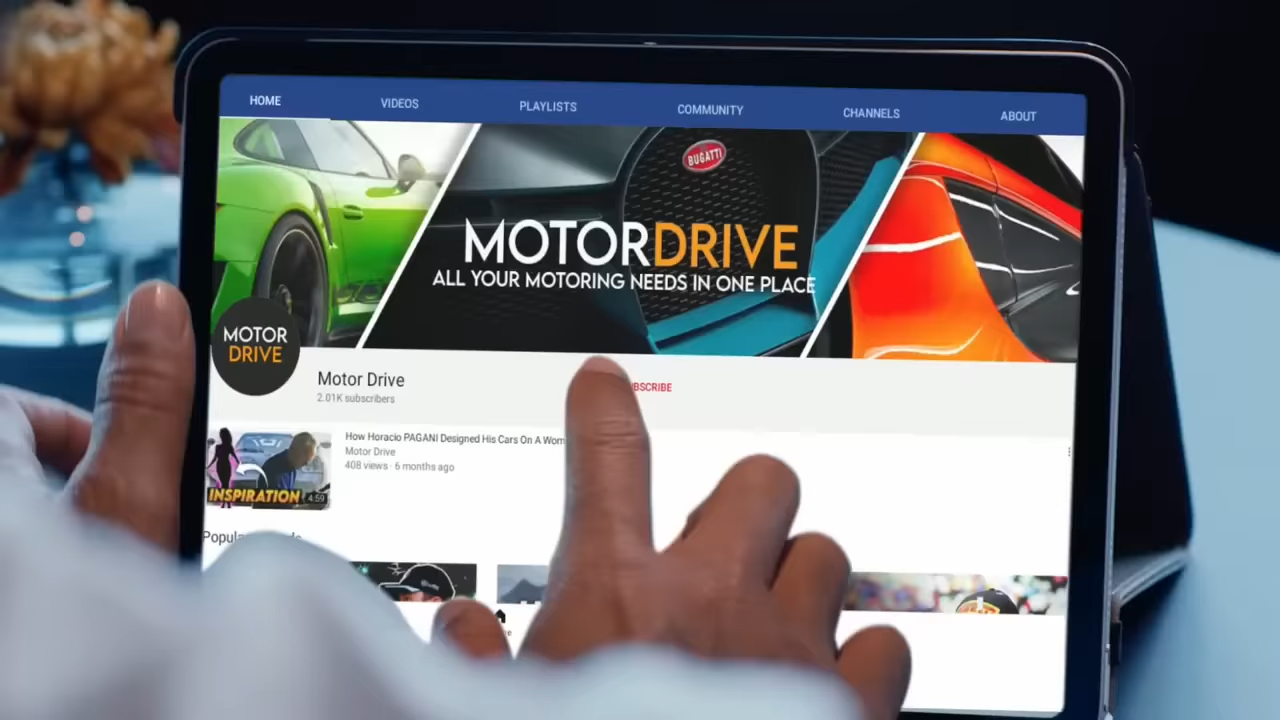 HOME VIDEOS PLAYLISTS COMMUNITY CHANNELS ABOUT
BUGATTI
MOTORDRIVE
ALL YOUR MOTORING NEEDS IN ONE PLACE
MOTOR
DRIVE
Motor Drive
2.01K subscribers
BSCRIBE
How Horacio PAGANI Designed His Cars On A Wom
Motor Drive
408 views · 6 months ago
INSPIRATION
4:59
Popula